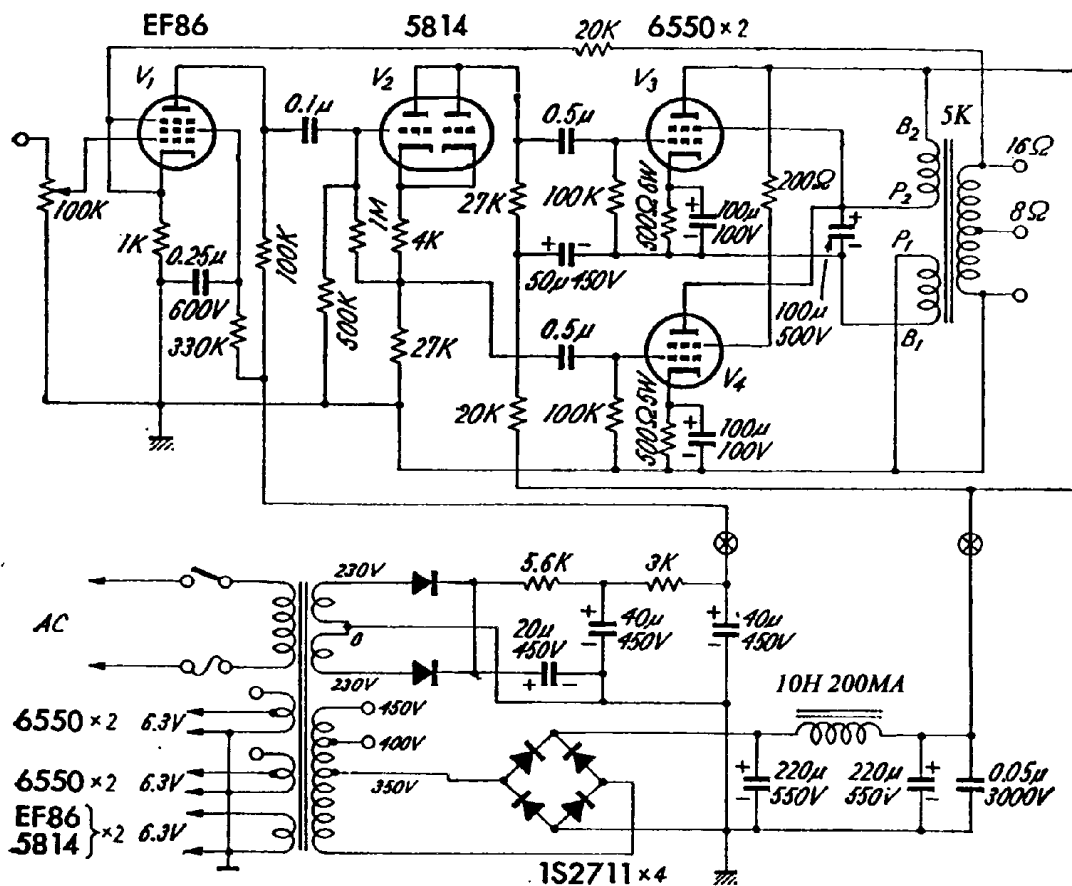 EF86 5814 6550×2
20K
V1 V2 V3
0.1µ 0.5µ
B2 5K
16Ω
100K 27K 100K 500Ω 6W 200Ω P2
8Ω
1K 1M 4K 100µ 100V
0.25µ 600V 100K 50µ 450V P1
500K 0.5µ 100µ 500V
330K 27K B1
V4
20K 100K 500Ω5W 100µ 100V
230V 5.6K 3K
AC 0 20µ 450V 40µ 450V 40µ 450V
230V
10H 200MA
6550×2 6.3V 450V
400V
6550×2 6.3V 350V
220µ 550V 220µ 550V 0.05µ 3000V
EF86 5814 }×2 6.3V
1S2711×4